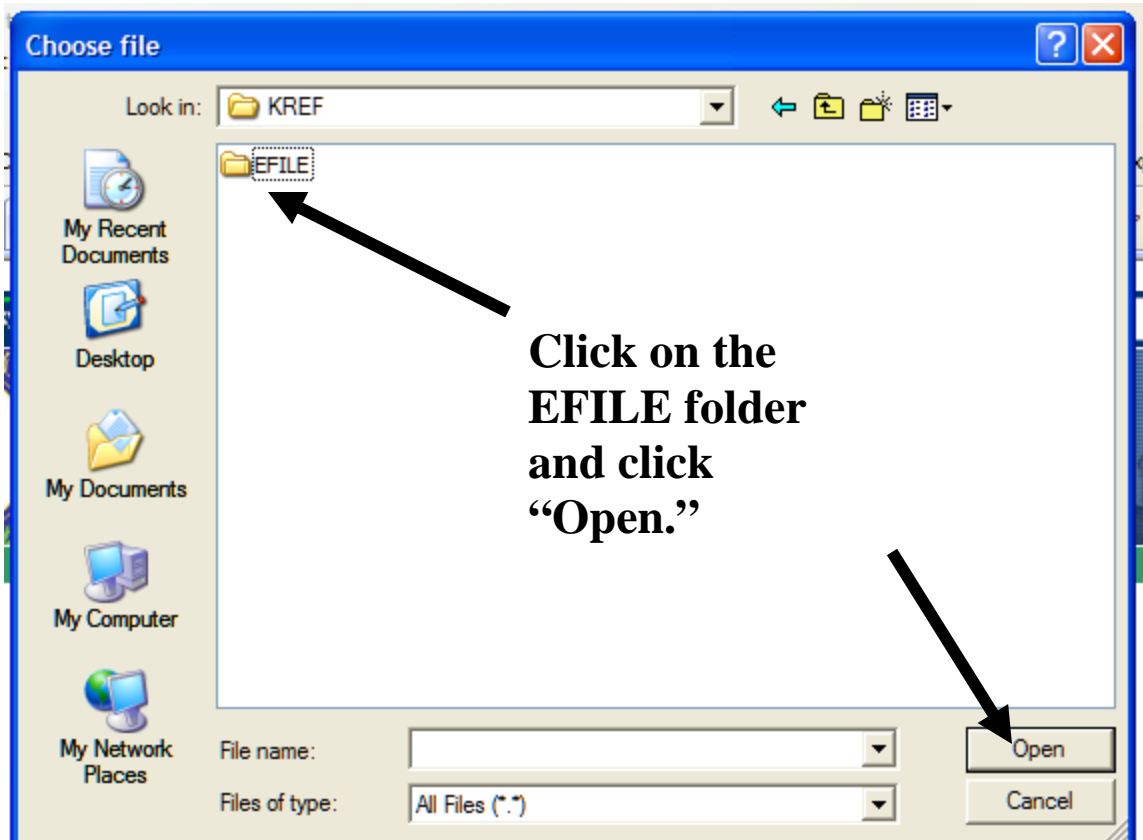 Choose file
Look in: KREF
EFILE
My Recent
Documents
Desktop
My Documents
My Computer
My Network
Places
Click on the
EFILE folder
and click
“Open.”
File name:
Open
Files of type: All Files (*.*)
Cancel